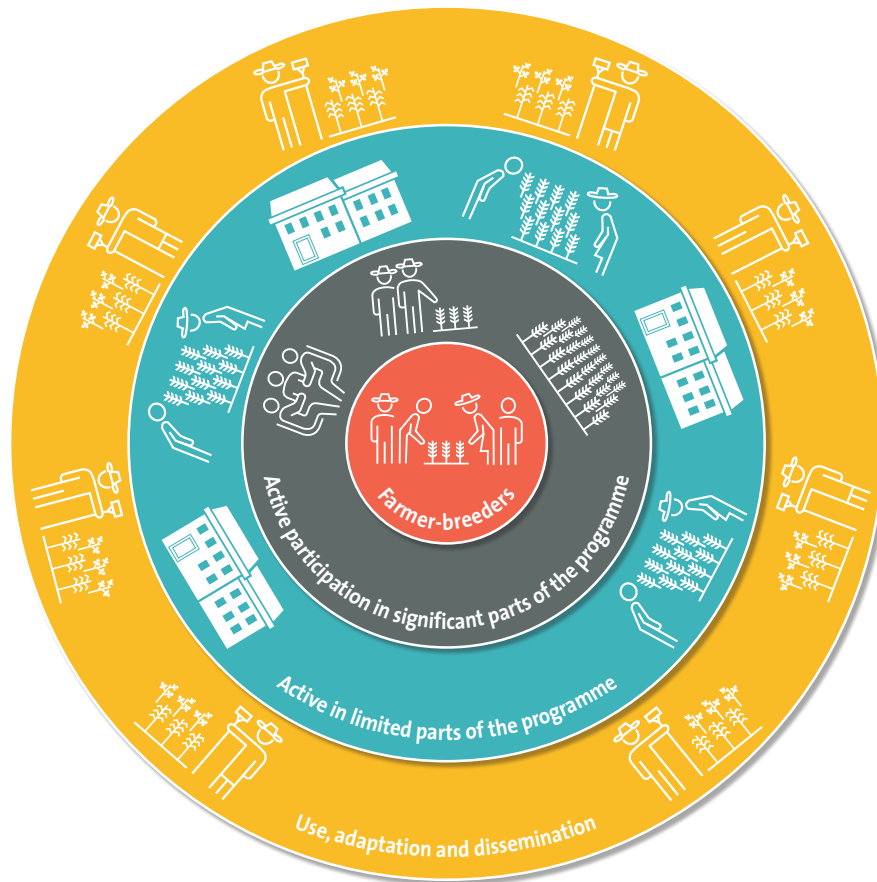 Farmer-breeders
Active participation in significant parts of the programme
Active in limited parts of the programme
Use, adaptation and dissemination